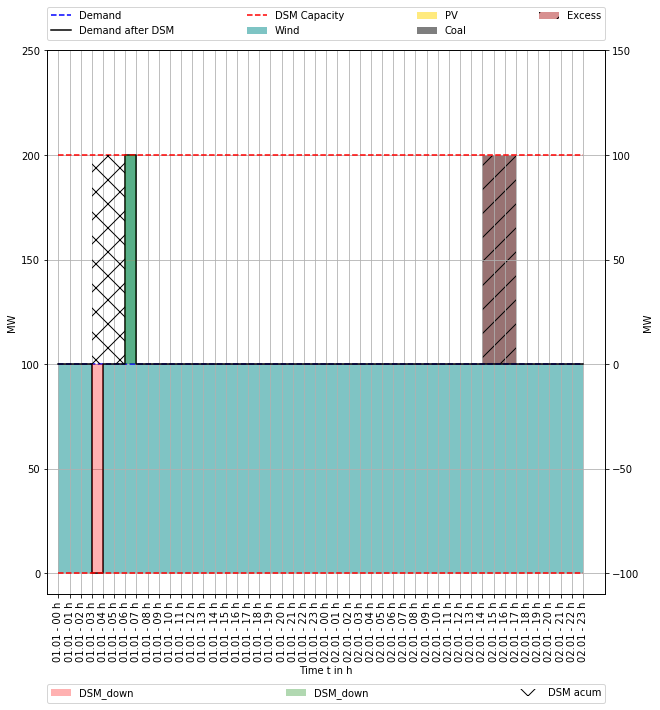 Demand
Demand after DSM
DSM Capacity
Wind
PV
Coal
Excess
250
200
150
100
50
0
MW
150
100
50
0
−50
−100
MW
01.01 - 00 h
01.01 - 01 h
01.01 - 02 h
01.01 - 03 h
01.01 - 04 h
01.01 - 05 h
01.01 - 06 h
01.01 - 07 h
01.01 - 08 h
01.01 - 09 h
01.01 - 10 h
01.01 - 11 h
01.01 - 12 h
01.01 - 13 h
01.01 - 14 h
01.01 - 15 h
01.01 - 16 h
01.01 - 17 h
01.01 - 18 h
01.01 - 19 h
01.01 - 20 h
01.01 - 21 h
01.01 - 22 h
01.01 - 23 h
02.01 - 00 h
02.01 - 01 h
02.01 - 02 h
02.01 - 03 h
02.01 - 04 h
02.01 - 05 h
02.01 - 06 h
02.01 - 07 h
02.01 - 08 h
02.01 - 09 h
02.01 - 10 h
02.01 - 11 h
02.01 - 12 h
02.01 - 13 h
02.01 - 14 h
02.01 - 15 h
02.01 - 16 h
02.01 - 17 h
02.01 - 18 h
02.01 - 19 h
02.01 - 20 h
02.01 - 21 h
02.01 - 22 h
02.01 - 23 h
Time t in h
DSM_down
DSM_down
DSM acum